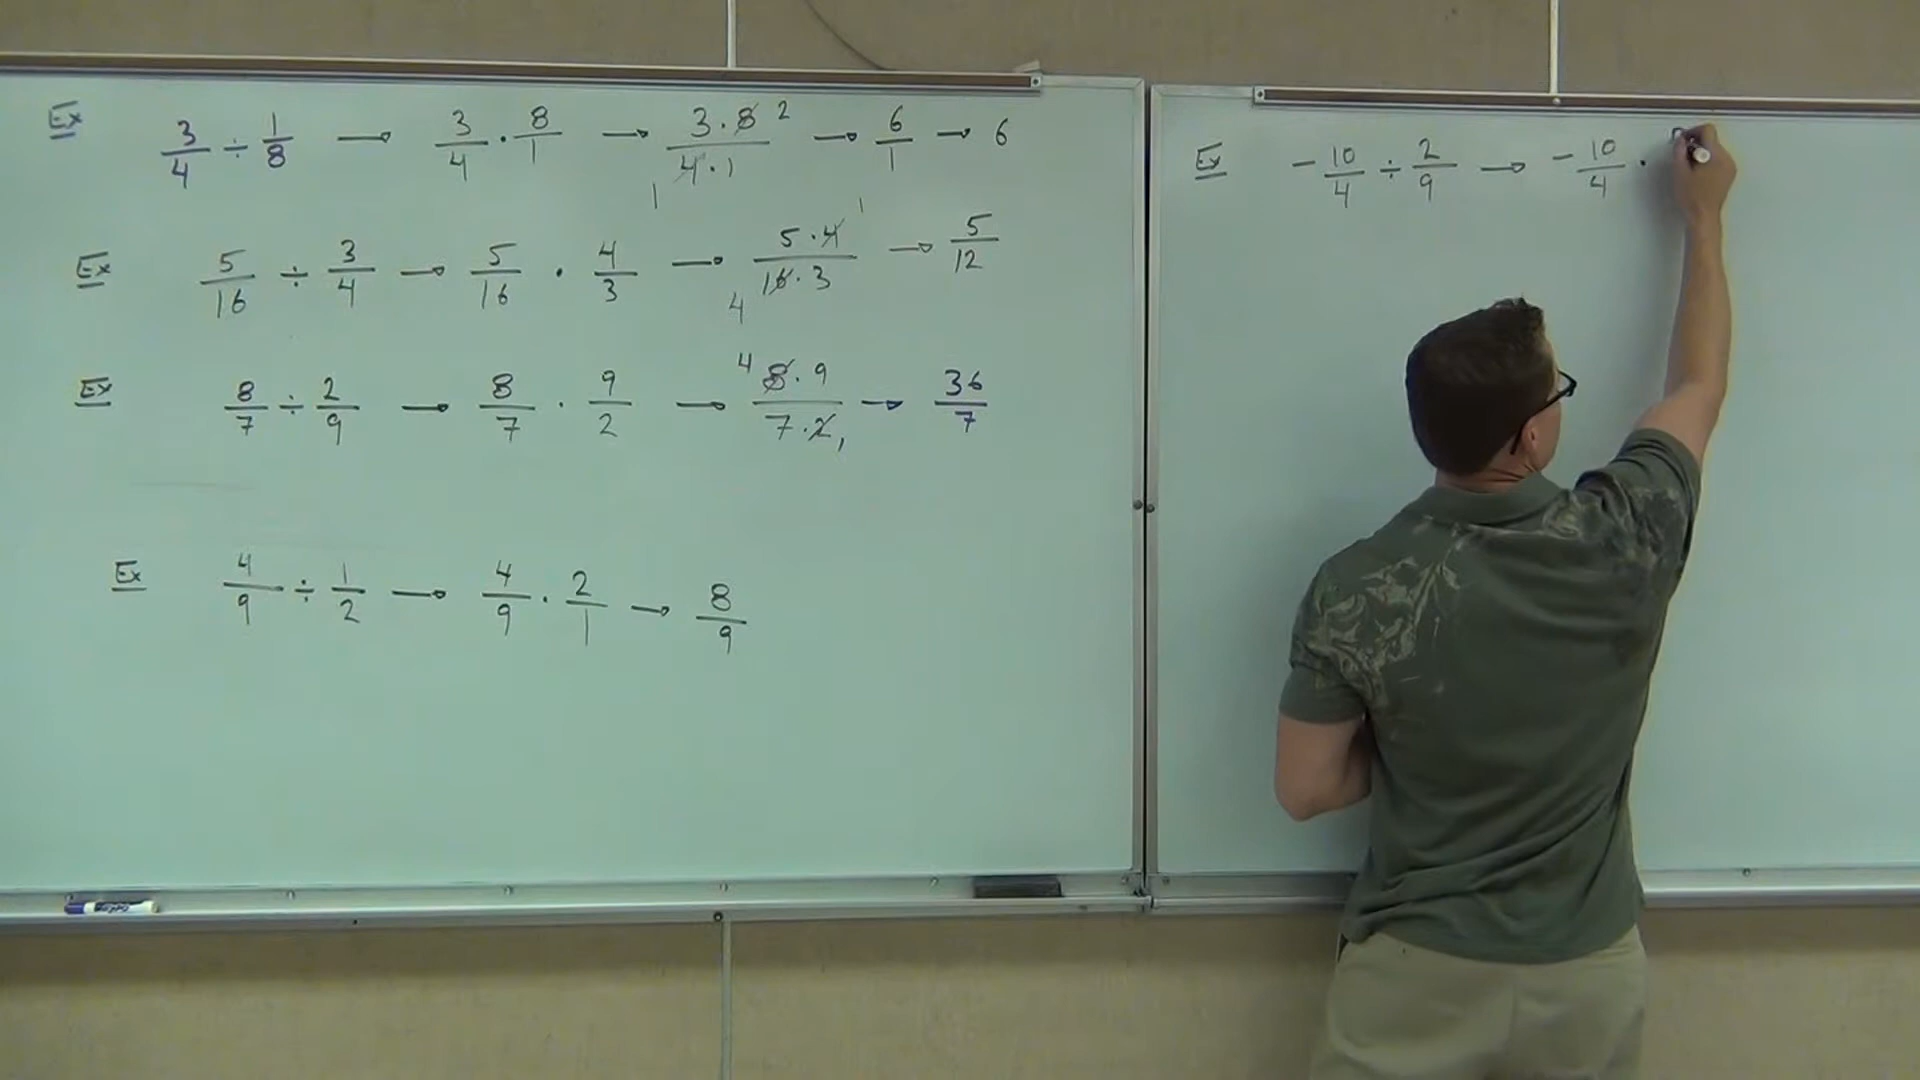 Ex 3/4 ÷ 1/8 → 3/4 · 8/1 → 3·8 2/4·1 1 → 6/1 → 6
Ex 5/16 ÷ 3/4 → 5/16 · 4/3 → 5·4 1/16·3 4 → 5/12
Ex 8/7 ÷ 2/9 → 8/7 · 9/2 → 4 8·9/7·2 1 → 36/7
Ex 4/9 ÷ 1/2 → 4/9 · 2/1 → 8/9
Ex -10/4 ÷ 2/9 → -10/4 ·